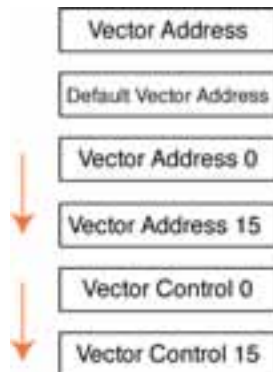 Vector Address
Default Vector Address
Vector Address 0
Vector Address 15
Vector Control 0
Vector Control 15